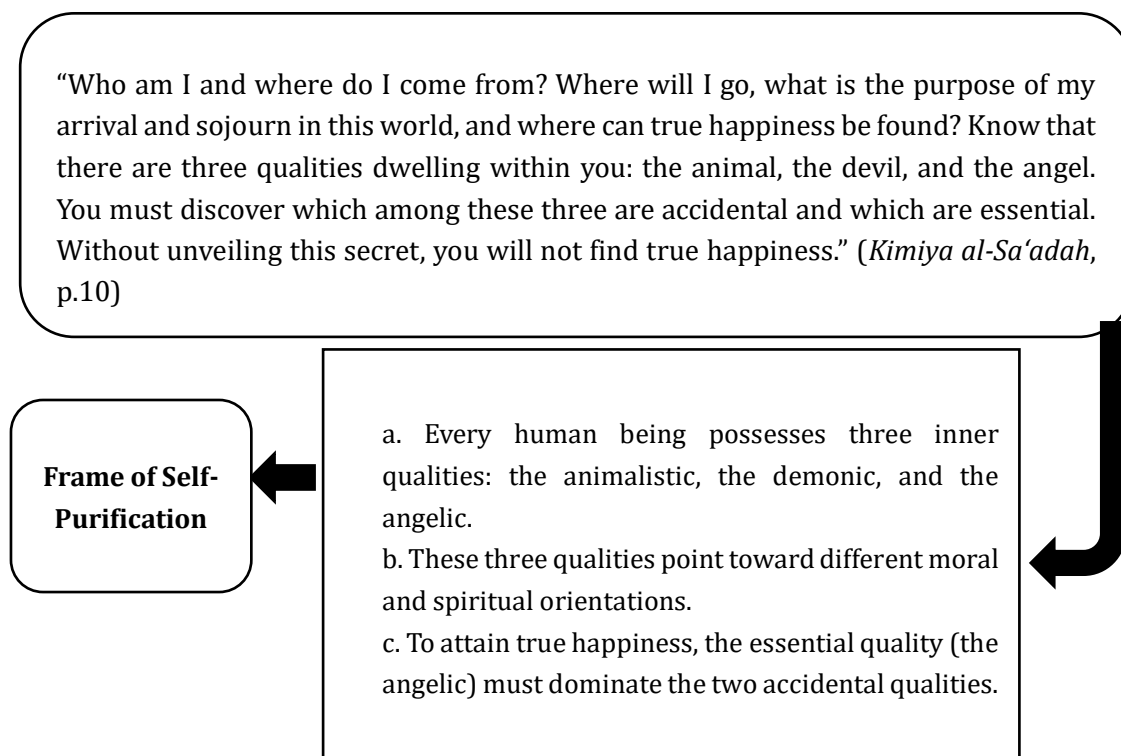 “Who am I and where do I come from? Where will I go, what is the purpose of my
arrival and sojourn in this world, and where can true happiness be found? Know that
there are three qualities dwelling within you: the animal, the devil, and the angel.
You must discover which among these three are accidental and which are essential.
Without unveiling this secret, you will not find true happiness.” (Kimiya al-Sa‘adah,
p.10)
Frame of Self-
Purification
a. Every human being possesses three inner
qualities: the animalistic, the demonic, and the
angelic.
b. These three qualities point toward different moral
and spiritual orientations.
c. To attain true happiness, the essential quality (the
angelic) must dominate the two accidental qualities.